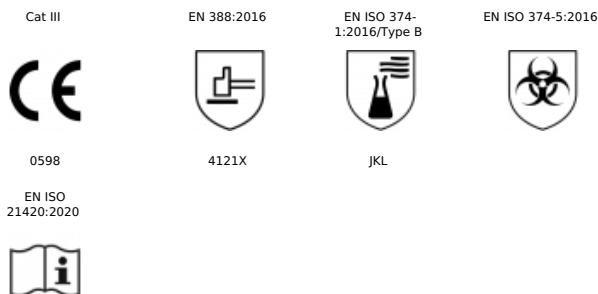 Cat III
EN 388:2016
EN ISO 374-
1:2016/Type B
EN ISO 374-5:2016
CE
0598
4121X
JKL
EN ISO
21420:2020
i